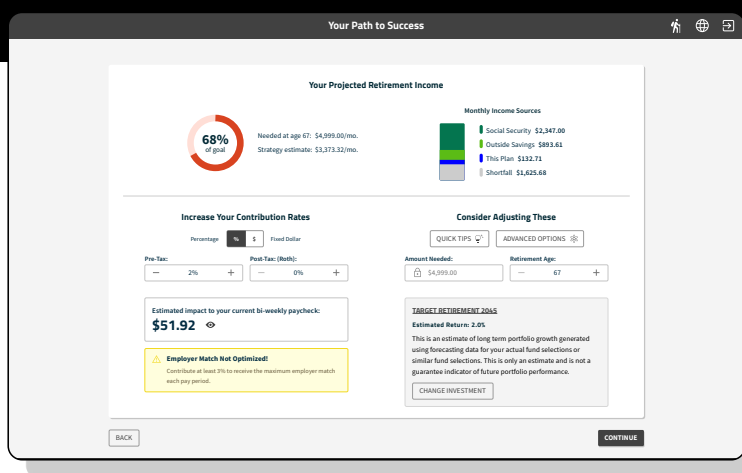 Your Path to Success
Your Projected Retirement Income
68%
of goal
Needed at age 67: $4,999.00/mo.
Strategy estimate: $3,373.32/mo.
Monthly Income Sources
Social Security $2,347.00
Outside Savings $893.61
This Plan $132.71
Shortfall $1,625.68
Increase Your Contribution Rates
Percentage % $ Fixed Dollar
Pre-Tax: Post-Tax: (Roth):
− 2% + − 0% +
Estimated impact to your current bi-weekly paycheck:
$51.92
Employer Match Not Optimized!
Contribute at least 3% to receive the maximum employer match
each pay period.
Consider Adjusting These
QUICK TIPS ADVANCED OPTIONS
Amount Needed: Retirement Age:
$4,999.00 − 67 +
TARGET RETIREMENT 2045
Estimated Return: 2.0%
This is an estimate of long term portfolio growth generated
using forecasting data for your actual fund selections or
similar fund selections. This is only an estimate and is not a
guarantee indicator of future portfolio performance.
CHANGE INVESTMENT
BACK CONTINUE